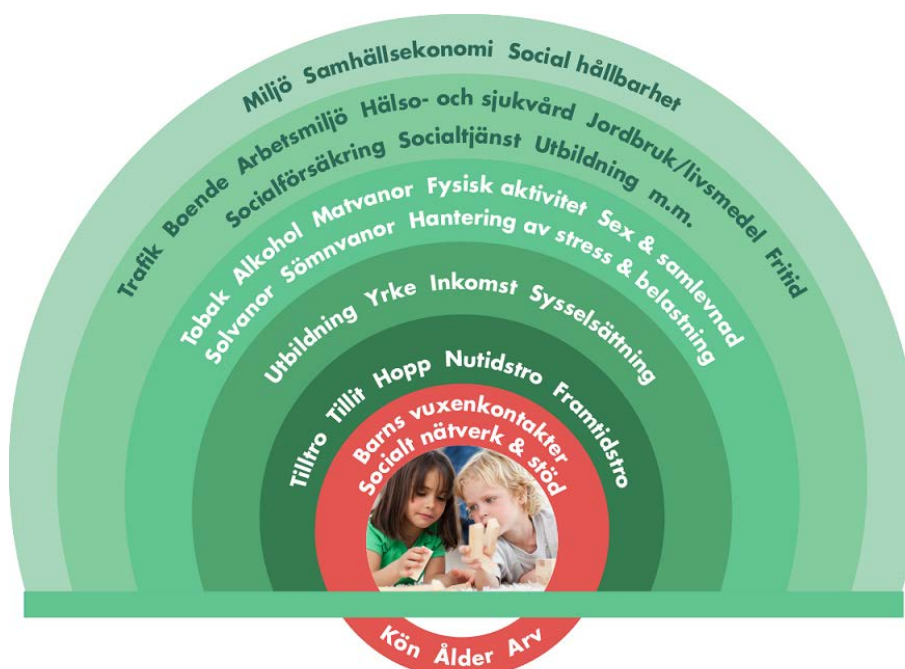 Miljö Samhällsekonomi Social hållbarhet
Trafik Boende Arbetsmiljö Hälso- och sjukvård Jordbruk/livsmedel Fritid
Socialförsäkring Socialtjänst Utbildning m.m.
Tobak Alkohol Matvanor Fysisk aktivitet Sex & samlevnad
Solvanor Sömnvanor Hantering av stress & belastning
Utbildning Yrke Inkomst Sysselsättning
Tilltro Tillit Hopp Nutidstro Framtidstro
Barns vuxenkontakter
Socialt nätverk & stöd
Kön Ålder Arv